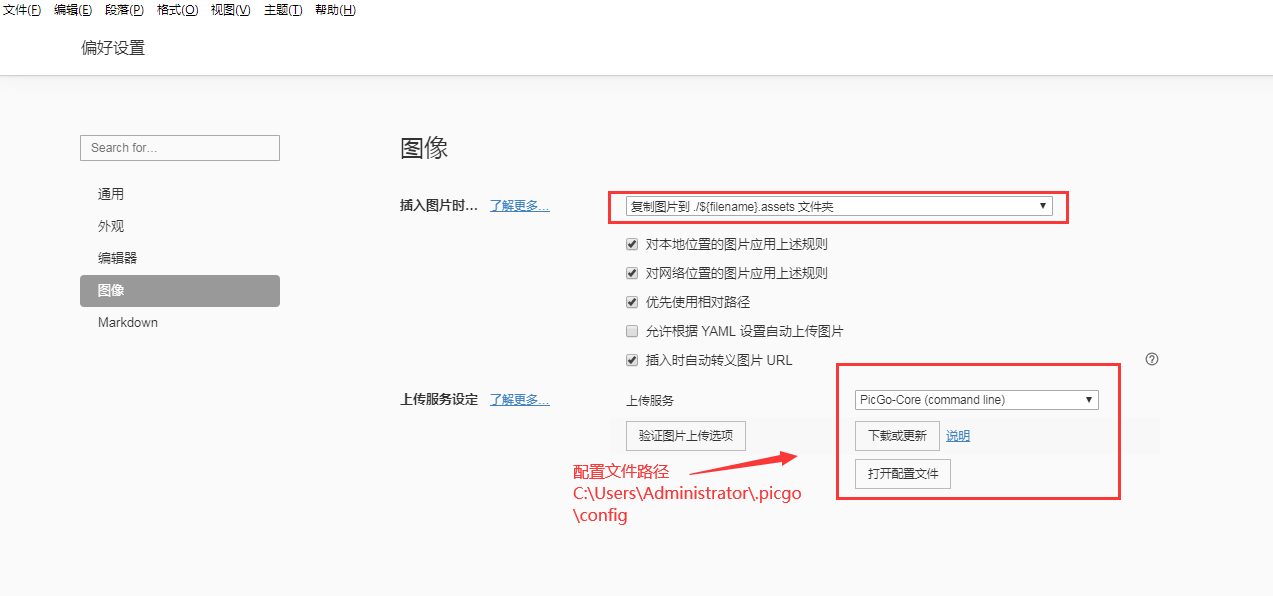 文件(F) 编辑(E) 段落(P) 格式(O) 视图(V) 主题(T) 帮助(H)
偏好设置
Search for...
通用
外观
编辑器
图像
Markdown
图像
插入图片时... 了解更多...
复制图片到 ./${filename}.assets 文件夹
对本地位置的图片应用上述规则
对网络位置的图片应用上述规则
优先使用相对路径
允许根据 YAML 设置自动上传图片
插入时自动转义图片 URL
上传服务设定 了解更多...
上传服务 PicGo-Core (command line)
验证图片上传选项 下载或更新 说明
打开配置文件
配置文件路径
C:\Users\Administrator\.picgo
\config